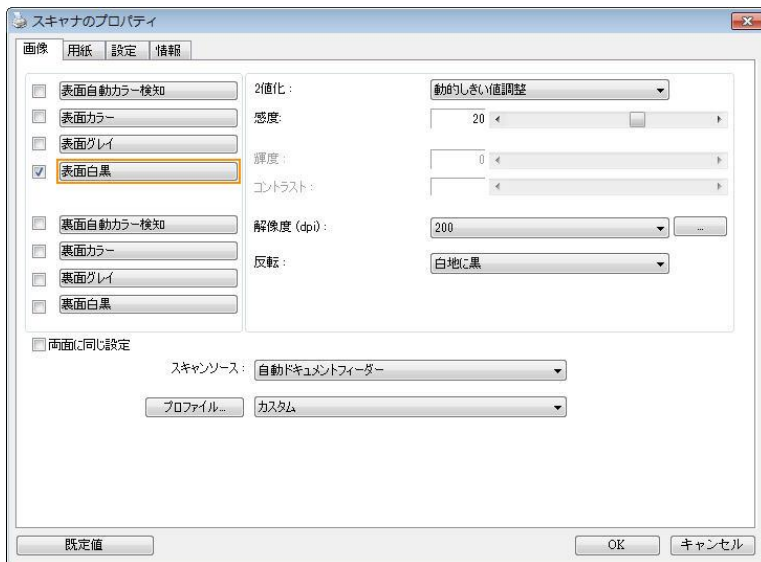 スキャナのプロパティ
画像 用紙 設定 情報
表面自動カラー検知
表面カラー
表面グレイ
表面白黒
裏面自動カラー検知
裏面カラー
裏面グレイ
裏面白黒
2値化： 動的しきい値調整
感度: 20
輝度： 0
コントラスト：
解像度 (dpi)： 200 ...
反転： 白地に黒
両面に同じ設定
スキャンソース： 自動ドキュメントフィーダー
プロファイル... カスタム
既定値 OK キャンセル